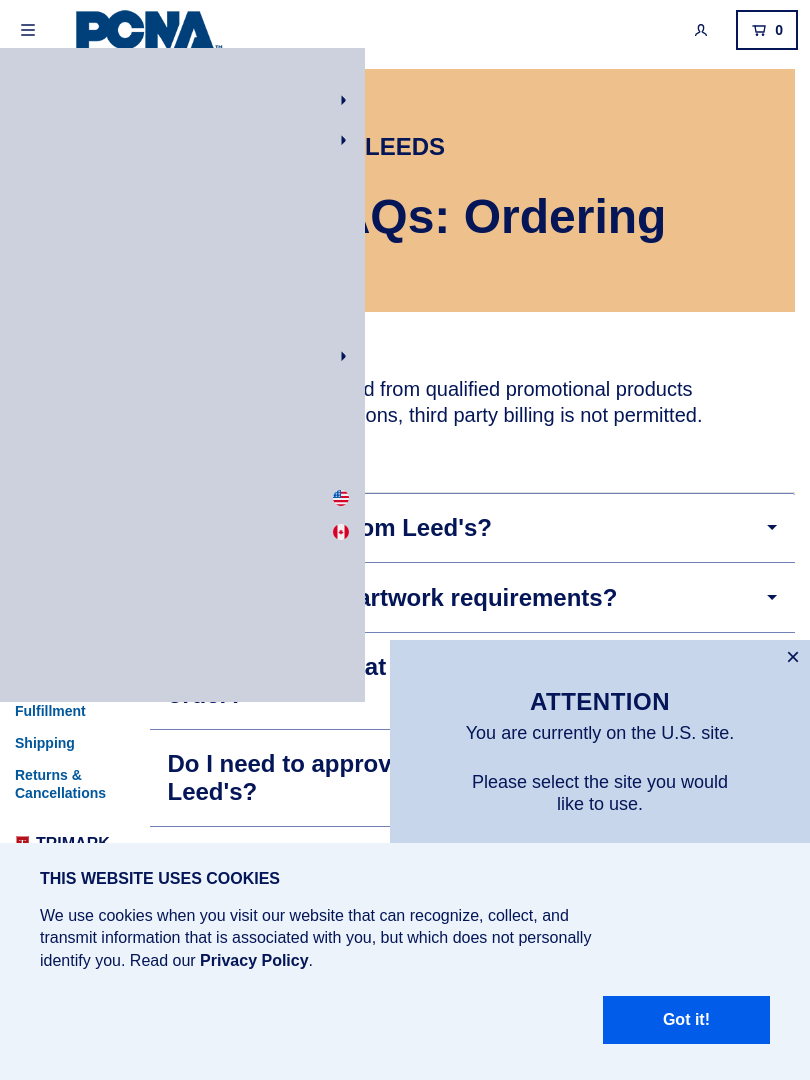 PCNA™
0
LEEDS
AQs: Ordering
d from qualified promotional products
ons, third party billing is not permitted.
om Leed's?
artwork requirements?
at
order?
Fulfillment
Shipping
Returns &
Cancellations
Do I need to approv
Leed's?
TRIMARK
×
ATTENTION
You are currently on the U.S. site.
Please select the site you would
like to use.
THIS WEBSITE USES COOKIES
We use cookies when you visit our website that can recognize, collect, and
transmit information that is associated with you, but which does not personally
identify you. Read our Privacy Policy.
Got it!